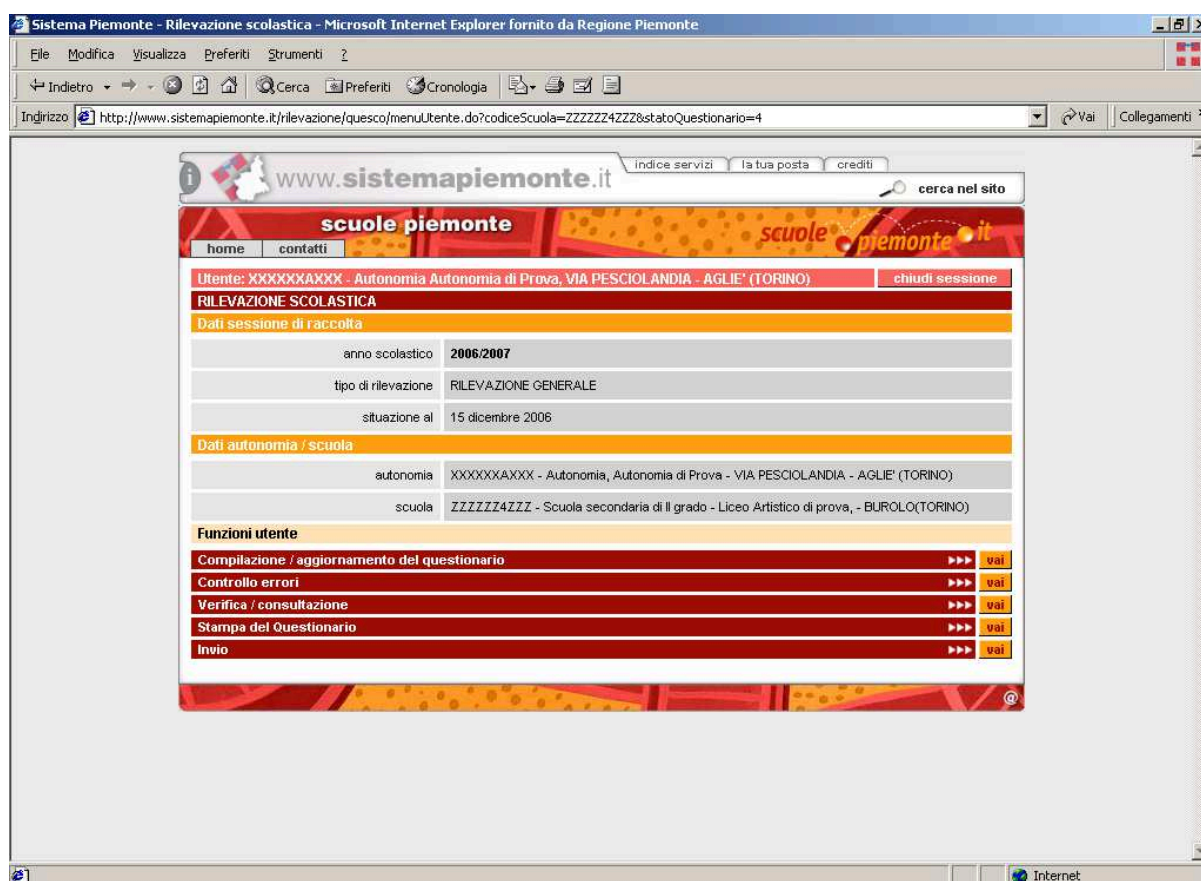 Sistema Piemonte - Rilevazione scolastica - Microsoft Internet Explorer fornito da Regione Piemonte
File Modifica Visualizza Preferiti Strumenti ?
Indietro Cerca Preferiti Cronologia
Indirizzo http://www.sistemapiemonte.it/rilevazione/quesco/menuUtente.do?codiceScuola=ZZZZZZ4ZZZ&statoQuestionario=4 Vai Collegamenti
indice servizi la tua posta crediti
www.sistemapiemonte.it
cerca nel sito
scuole piemonte
scuole piemonte it
home contatti
Utente: XXXXXXAXXX - Autonomia Autonomia di Prova, VIA PESCIOLANDIA - AGLIE' (TORINO) chiudi sessione
RILEVAZIONE SCOLASTICA
Dati sessione di raccolta
anno scolastico 2006/2007
tipo di rilevazione RILEVAZIONE GENERALE
situazione al 15 dicembre 2006
Dati autonomia / scuola
autonomia XXXXXXAXXX - Autonomia, Autonomia di Prova - VIA PESCIOLANDIA - AGLIE' (TORINO)
scuola ZZZZZZ4ZZZ - Scuola secondaria di II grado - Liceo Artistico di prova, - BUROLO(TORINO)
Funzioni utente
Compilazione / aggiornamento del questionario vai
Controllo errori vai
Verifica / consultazione vai
Stampa del Questionario vai
Invio vai
@
Internet